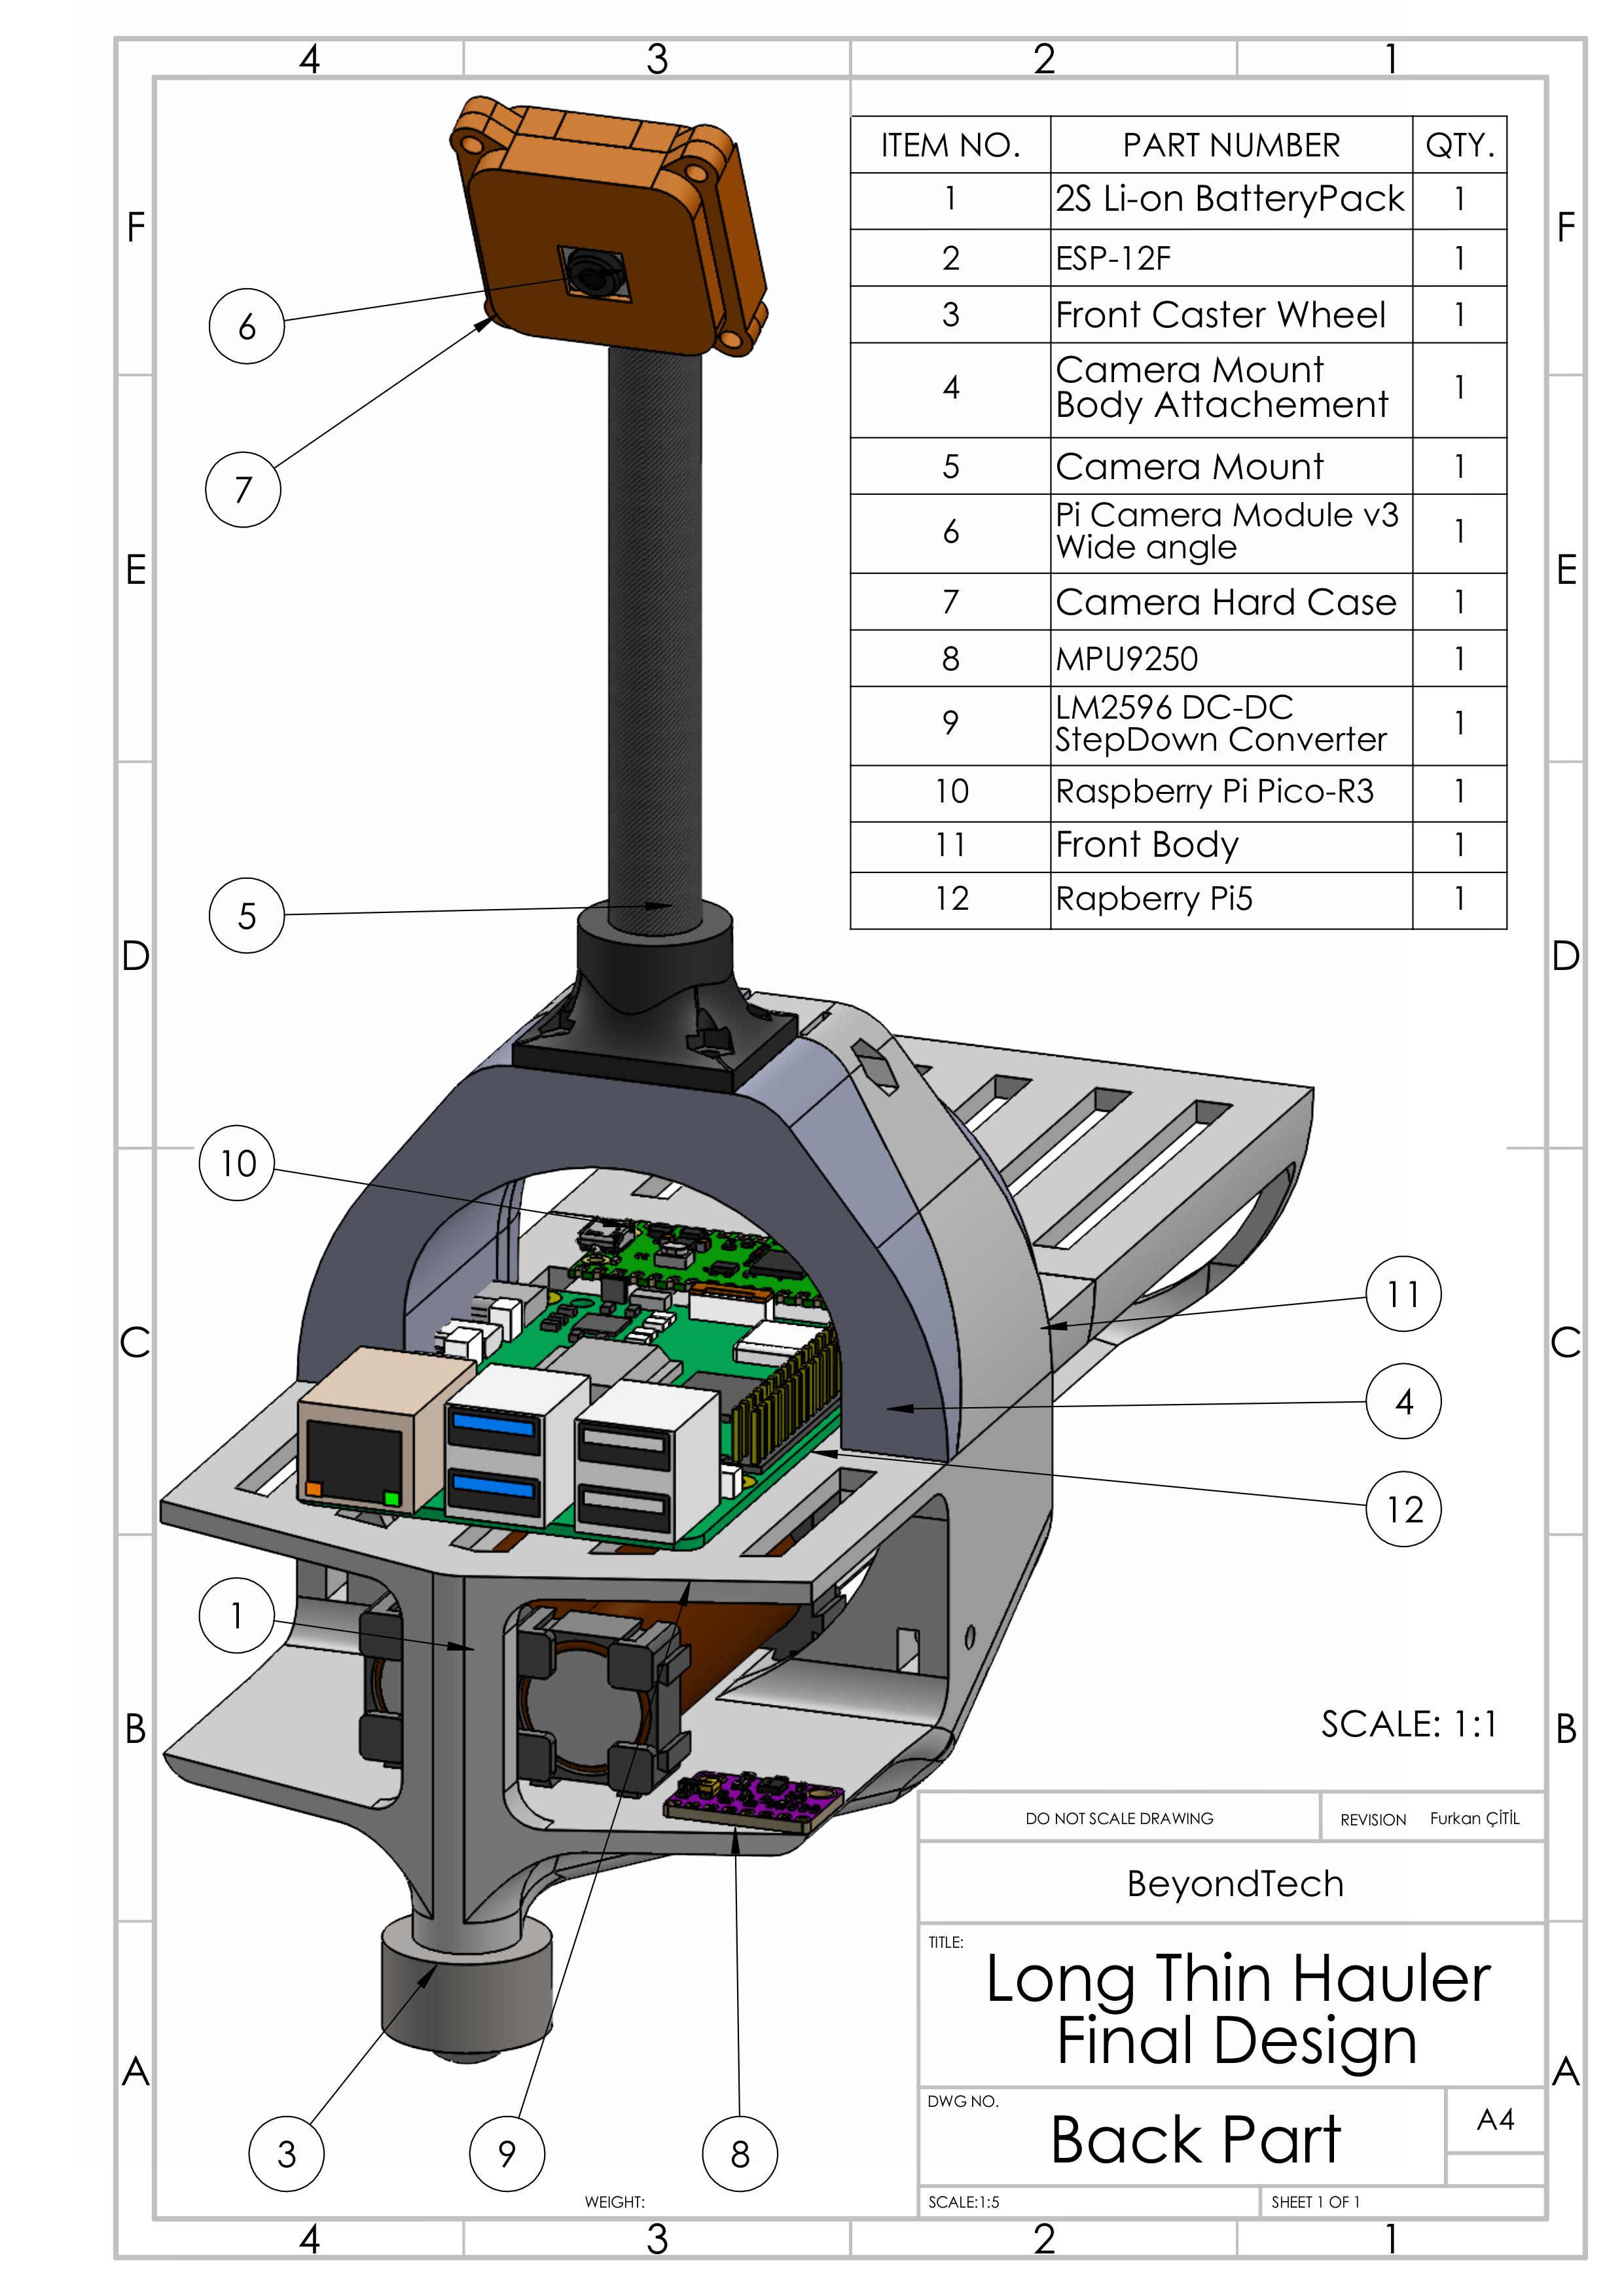 4 3 2 1
F F
E E
D D
C C
B B
A A
4 3 2 1
ITEM NO. PART NUMBER QTY.
1 2S Li-on BatteryPack 1
2 ESP-12F 1
3 Front Caster Wheel 1
4 Camera Mount
Body Attachement 1
5 Camera Mount 1
6 Pi Camera Module v3
Wide angle 1
7 Camera Hard Case 1
8 MPU9250 1
9 LM2596 DC-DC
StepDown Converter 1
10 Raspberry Pi Pico-R3 1
11 Front Body 1
12 Rapberry Pi5 1
6
7
5
10
11
4
12
1
3
9
8
SCALE: 1:1
DO NOT SCALE DRAWING
REVISION Furkan ÇİTİL
BeyondTech
TITLE:
Long Thin Hauler
Final Design
DWG NO.
Back Part
A4
WEIGHT:
SCALE:1:5
SHEET 1 OF 1